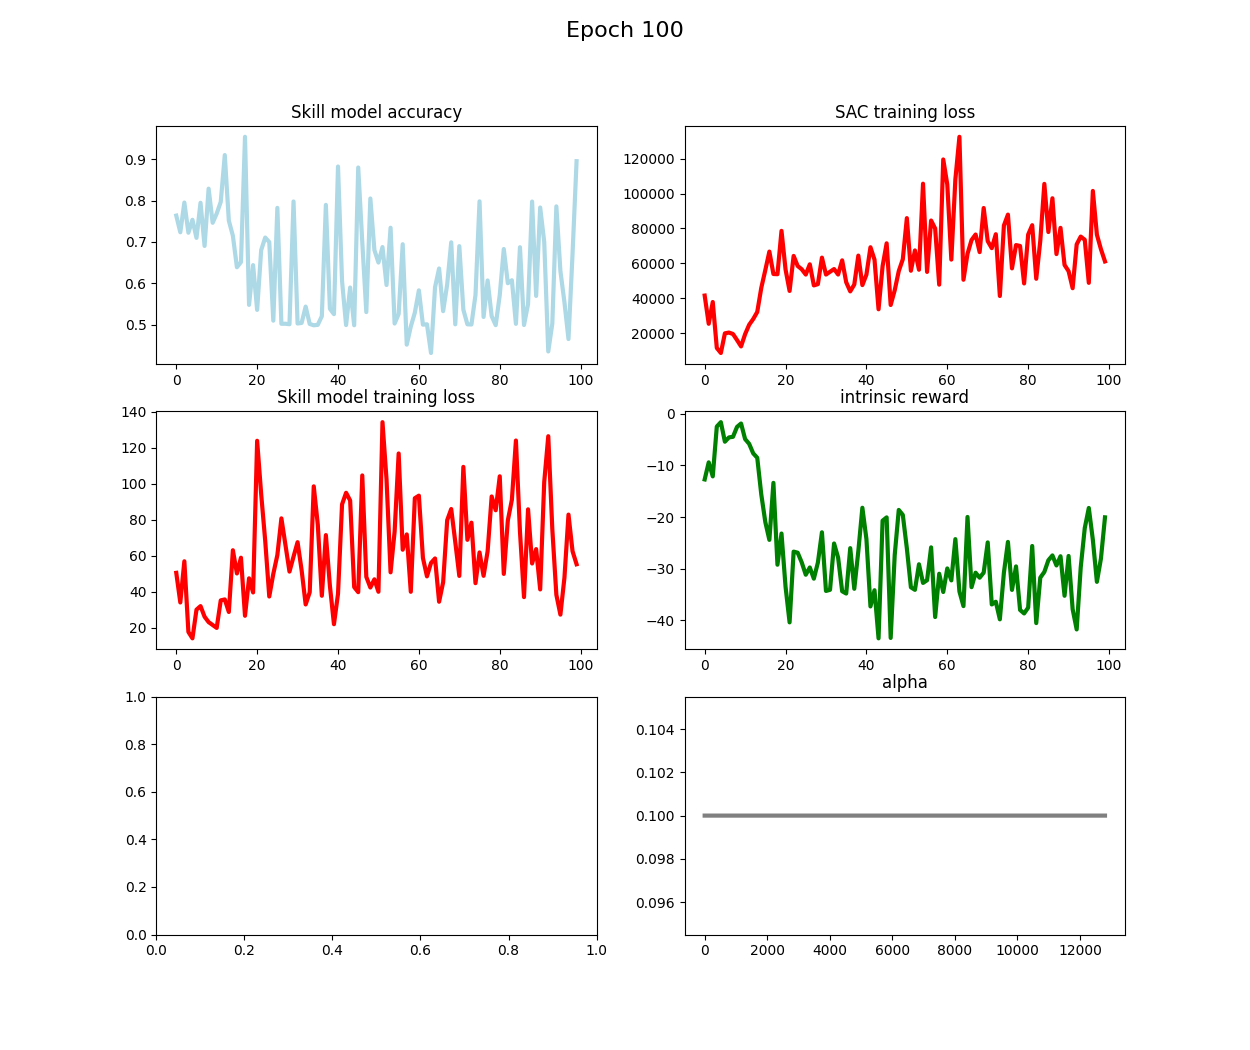 Epoch 100
Skill model accuracy
0.9
0.8
0.7
0.6
0.5
0 20 40 60 80 100
SAC training loss
120000
100000
80000
60000
40000
20000
0 20 40 60 80 100
Skill model training loss
140
120
100
80
60
40
20
0 20 40 60 80 100
intrinsic reward
0
−10
−20
−30
−40
0 20 40 60 80 100
1.0
0.8
0.6
0.4
0.2
0.0
0.0 0.2 0.4 0.6 0.8 1.0
alpha
0.104
0.102
0.100
0.098
0.096
0 2000 4000 6000 8000 10000 12000